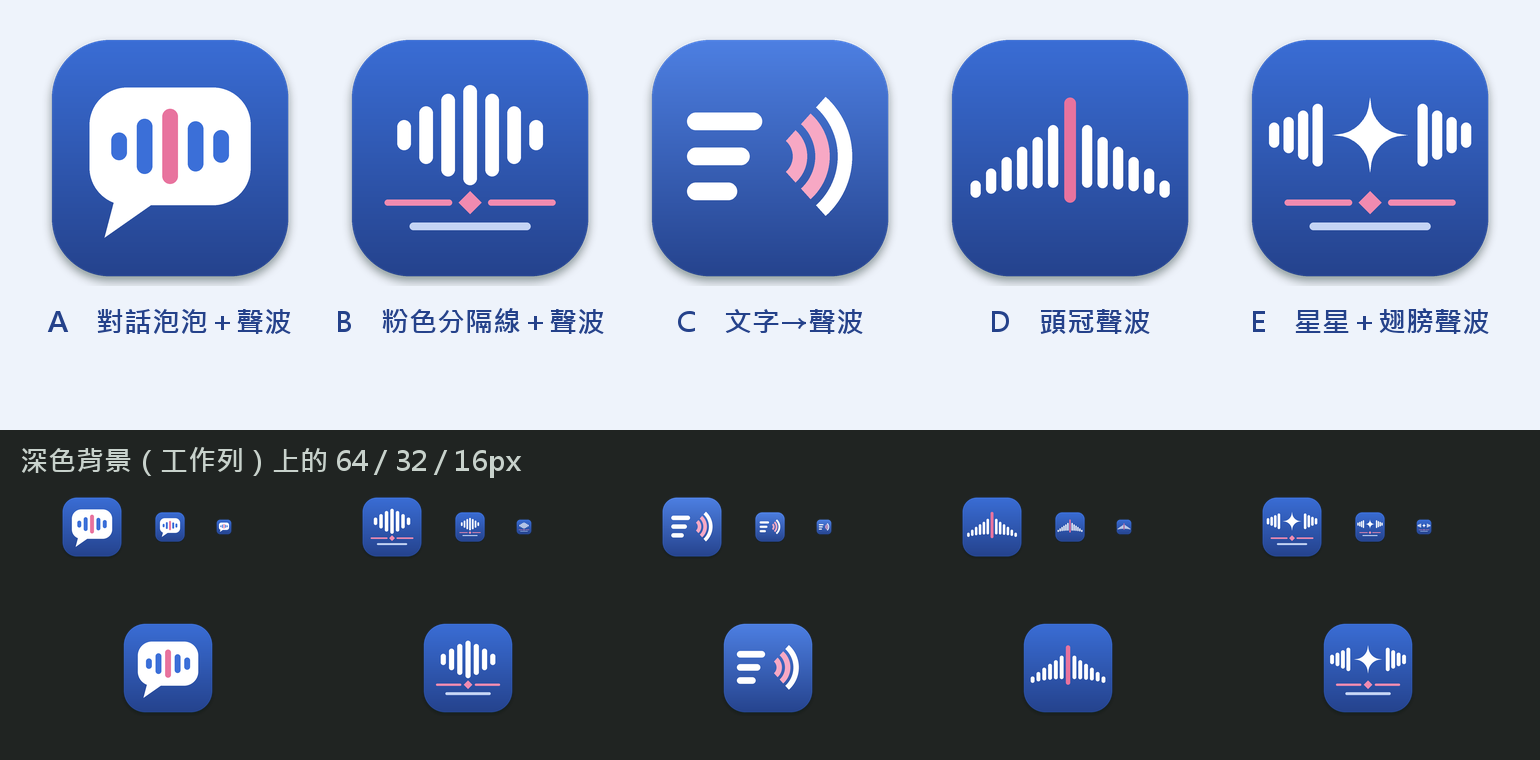 A 對話泡泡+聲波
B 粉色分隔線+聲波
C 文字→聲波
D 頭冠聲波
E 星星+翅膀聲波
深色背景(工作列)上的 64 / 32 / 16px